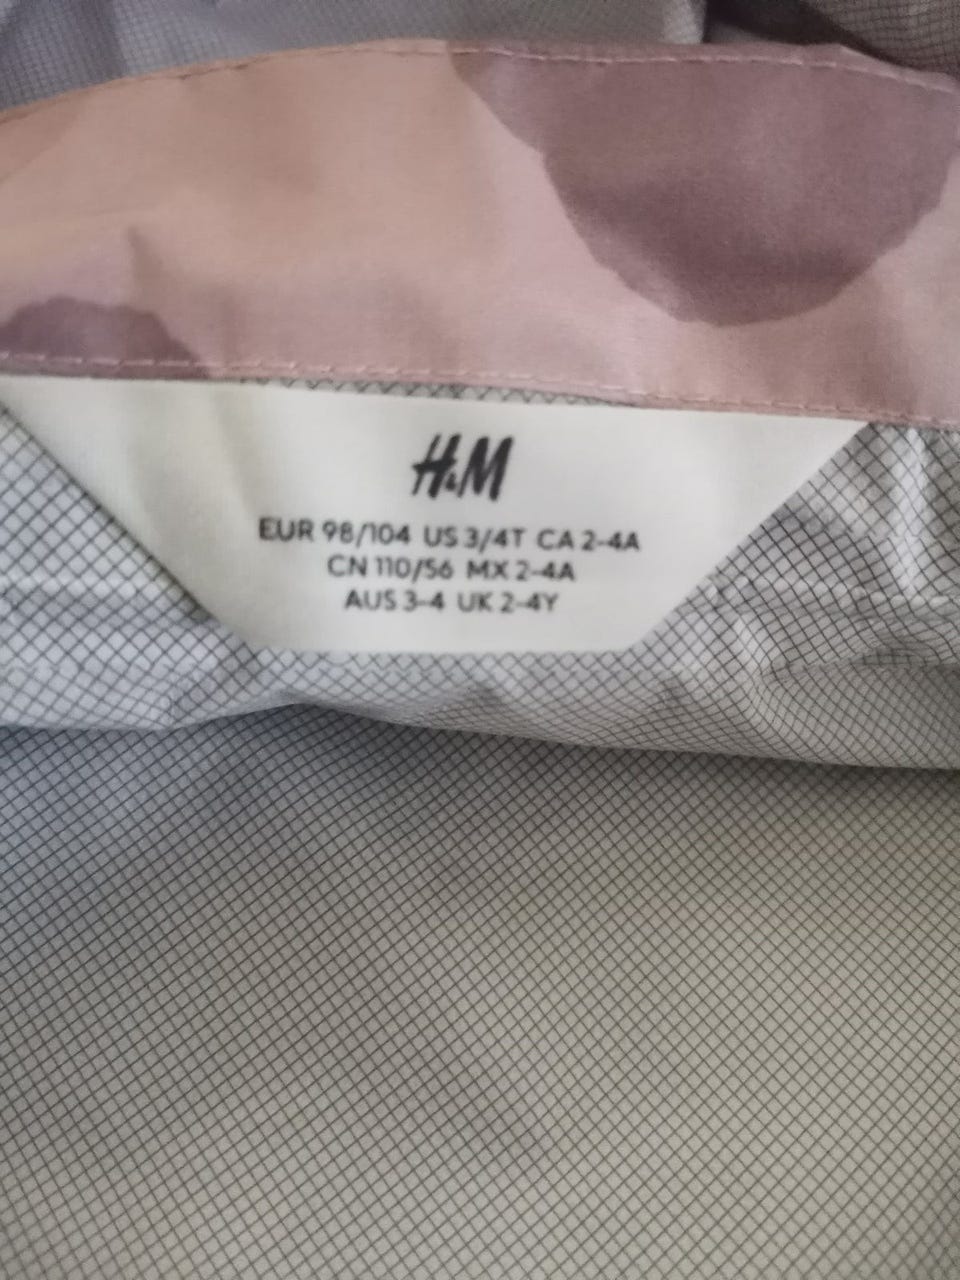 H&M
EUR 98/104 US 3/4T CA 2-4A
CN 110/56 MX 2-4A
AUS 3-4 UK 2-4Y